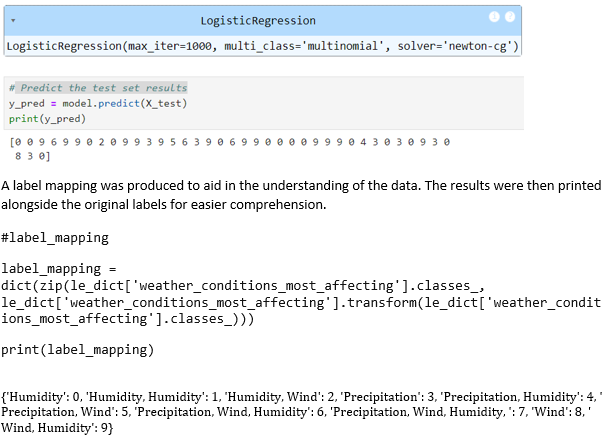 LogisticRegression
LogisticRegression(max_iter=1000, multi_class='multinomial', solver='newton-cg')
# Predict the test set results
y_pred = model.predict(X_test)
print(y_pred)
[0 0 9 6 9 9 0 2 0 9 9 3 9 5 6 3 9 0 6 9 9 0 0 0 0 9 9 9 0 4 3 0 3 0 9 3 0
8 3 0]
A label mapping was produced to aid in the understanding of the data. The results were then printed
alongside the original labels for easier comprehension.
#label_mapping
label_mapping =
dict(zip(le_dict['weather_conditions_most_affecting'].classes_,
le_dict['weather_conditions_most_affecting'].transform(le_dict['weather_condit
ions_most_affecting'].classes_)))
print(label_mapping)
{'Humidity': 0, 'Humidity, Humidity': 1, 'Humidity, Wind': 2, 'Precipitation': 3, 'Precipitation, Humidity': 4, '
Precipitation, Wind': 5, 'Precipitation, Wind, Humidity': 6, 'Precipitation, Wind, Humidity, ': 7, 'Wind': 8, '
Wind, Humidity': 9}